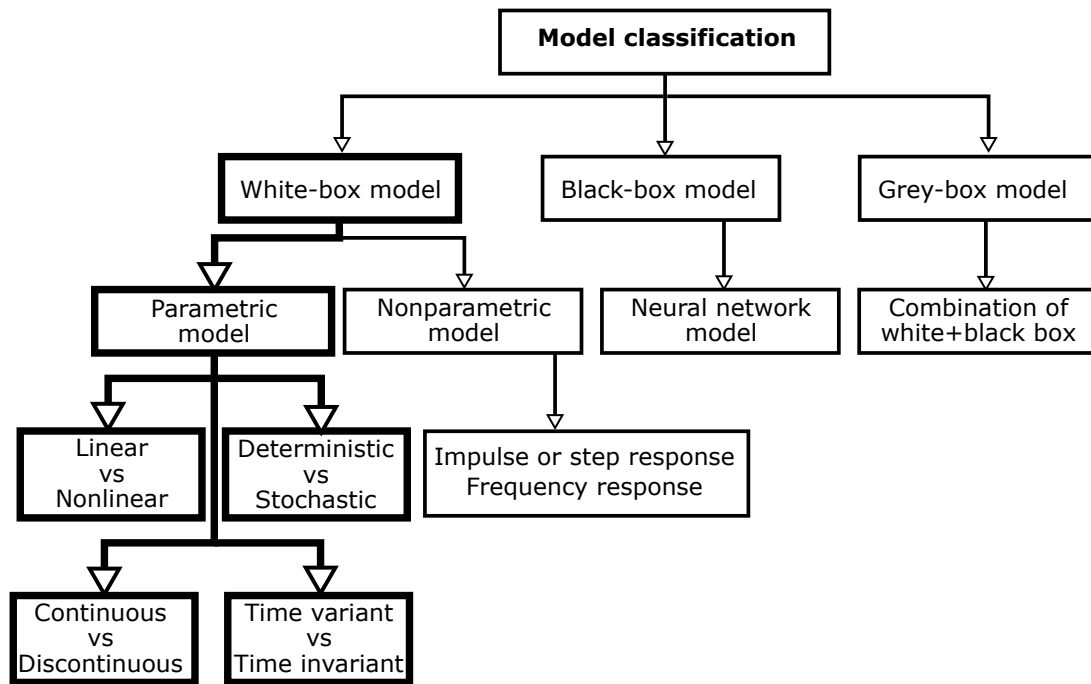 Model classification
White-box model
Black-box model
Grey-box model
Parametric
model
Nonparametric
model
Neural network
model
Combination of
white+black box
Linear
vs
Nonlinear
Deterministic
vs
Stochastic
Impulse or step response
Frequency response
Continuous
vs
Discontinuous
Time variant
vs
Time invariant